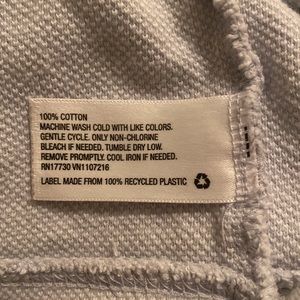 100% COTTON
MACHINE WASH COLD WITH LIKE COLORS.
GENTLE CYCLE. ONLY NON-CHLORINE
BLEACH IF NEEDED. TUMBLE DRY LOW.
REMOVE PROMPTLY. COOL IRON IF NEEDED.
RN17730 VN1107216
LABEL MADE FROM 100% RECYCLED PLASTIC